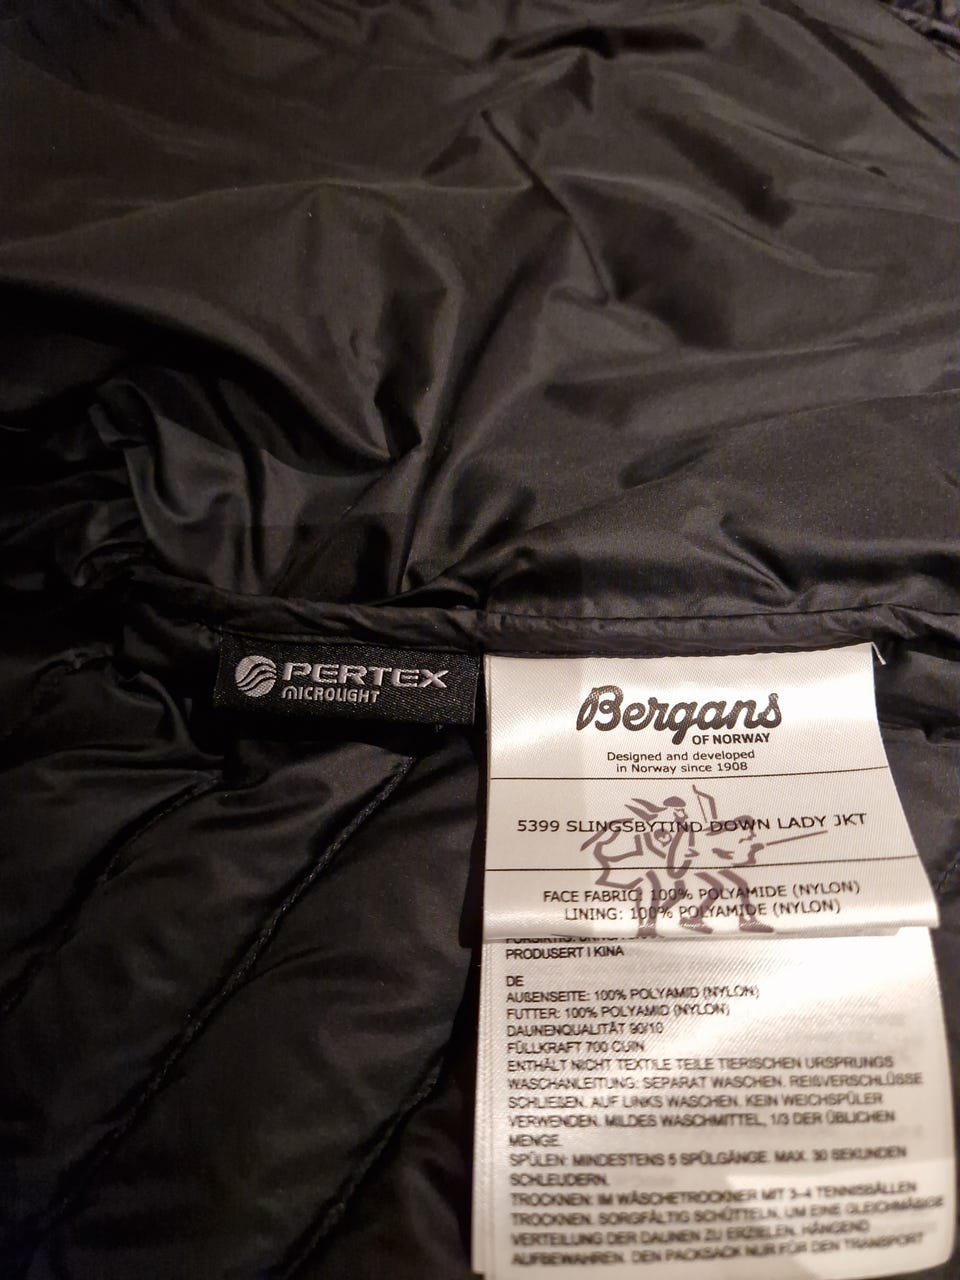 PERTEX
MICROLIGHT
Bergans
OF NORWAY
Designed and developed
in Norway since 1908
5399 SLINGSBYTIND DOWN LADY JKT
FACE FABRIC: 100% POLYAMIDE (NYLON)
LINING: 100% POLYAMIDE (NYLON)
PRODUSERT I KINA
DE
AUßENSEITE: 100% POLYAMID (NYLON)
FUTTER: 100% POLYAMID (NYLON)
DAUNENQUALITÄT 90/10
FÜLLKRAFT 700 CUIN
ENTHÄLT NICHT TEXTILE TEILE TIERISCHEN URSPRUNGS
WASCHANLEITUNG: SEPARAT WASCHEN. REIßVERSCHLÜSSE
SCHLIEßEN. AUF LINKS WASCHEN. KEIN WEICHSPÜLER
VERWENDEN. MILDES WASCHMITTEL, 1/3 DER ÜBLICHEN
MENGE.
SPÜLEN: MINDESTENS 5 SPÜLGÄNGE. MAX. 30 SEKUNDEN
SCHLEUDERN.
TROCKNEN: IM WÄSCHETROCKNER MIT 3-4 TENNISBÄLLEN
TROCKNEN. SORGFÄLTIG SCHÜTTELN, UM EINE GLEICHMÄßIGE
VERTEILUNG DER DAUNEN ZU ERZIELEN. HÄNGEND
AUFBEWAHREN. DEN PACKSACK NUR FÜR DEN TRANSPORT